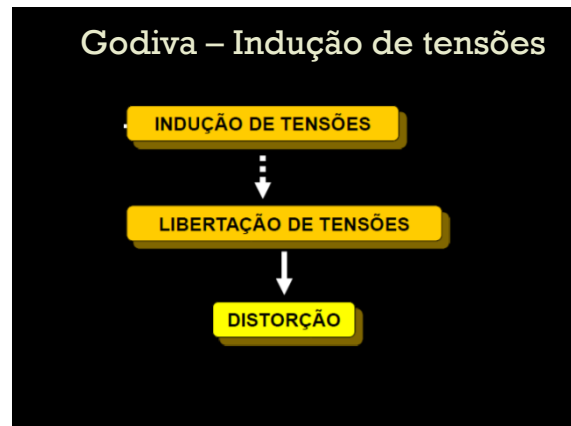 Godiva – Indução de tensões
INDUÇÃO DE TENSÕES
LIBERTAÇÃO DE TENSÕES
DISTORÇÃO